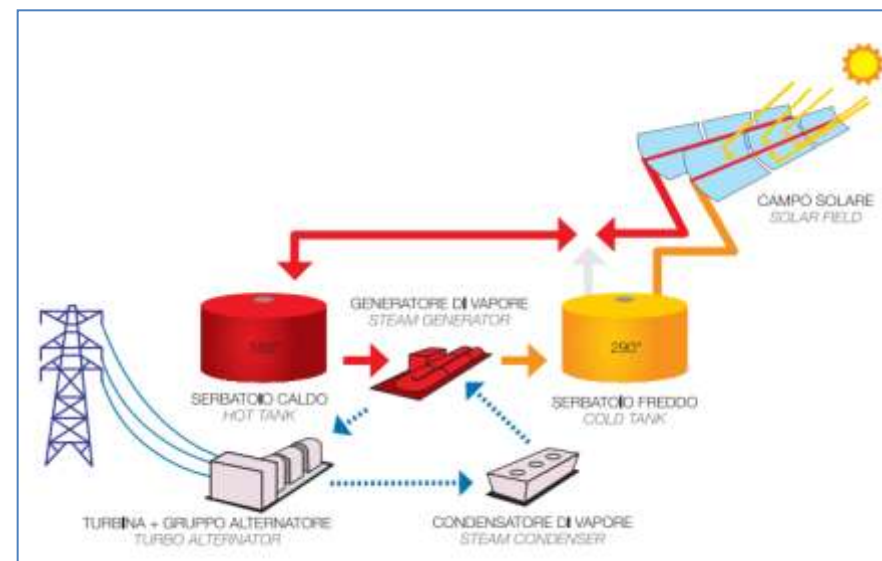 CAMPO SOLARE
SOLAR FIELD
GENERATORE DI VAPORE
STEAM GENERATOR
290°
SERBATOIO CALDO
HOT TANK
SERBATOIO FREDDO
COLD TANK
TURBINA + GRUPPO ALTERNATORE
TURBO ALTERNATOR
CONDENSATORE DI VAPORE
STEAM CONDENSER